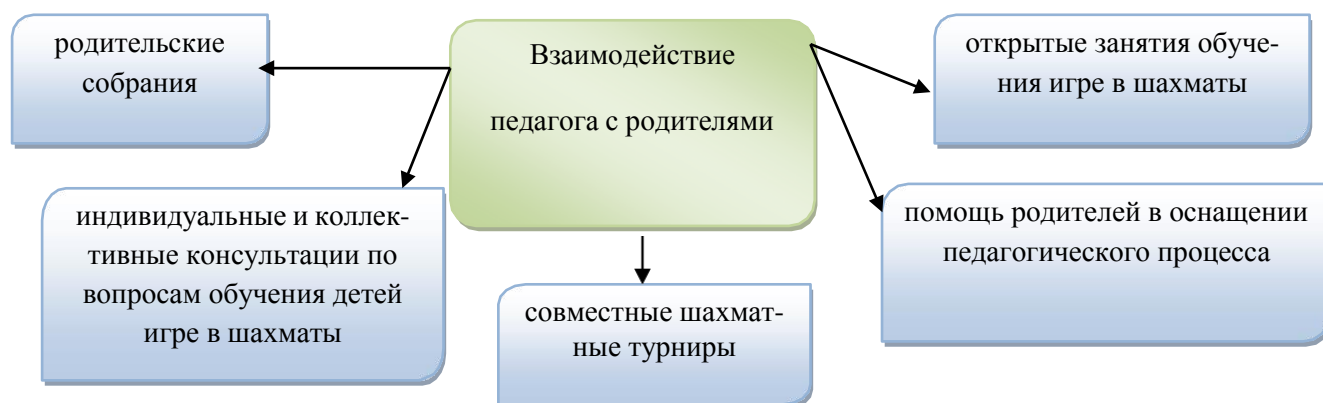 родительские
собрания
Взаимодействие
педагога с родителями
открытые занятия обуче-
ния игре в шахматы
индивидуальные и коллек-
тивные консультации по
вопросам обучения детей
игре в шахматы
совместные шахмат-
ные турниры
помощь родителей в оснащении
педагогического процесса